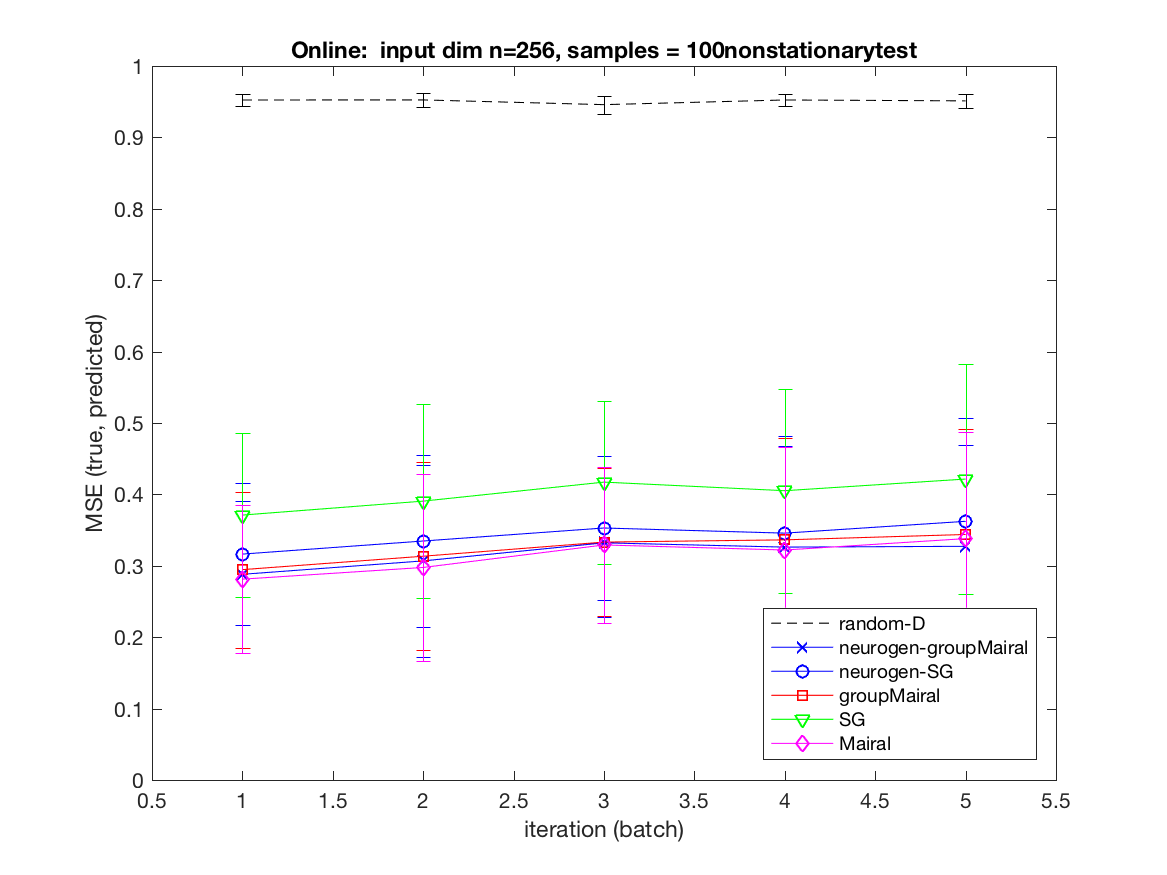 Online: input dim n=256, samples = 100nonstationarytest
1
0.9
0.8
0.7
0.6
0.5
0.4
0.3
0.2
0.1
0
MSE (true, predicted)
0.5
1
1.5
2
2.5
3
3.5
4
4.5
5
5.5
iteration (batch)
random-D
neurogen-groupMairal
neurogen-SG
groupMairal
SG
Mairal